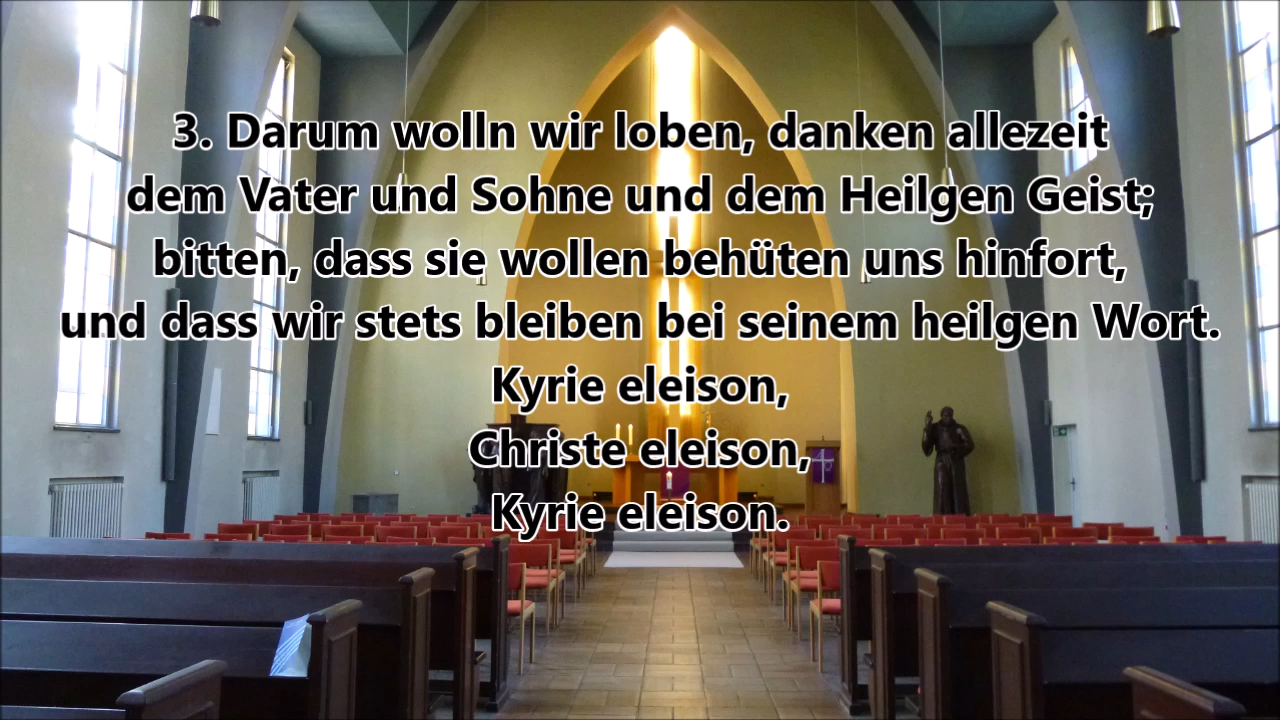 3. Darum wolln wir loben, danken allezeit
dem Vater und Sohne und dem Heilgen Geist;
bitten, dass sie wollen behüten uns hinfort,
und dass wir stets bleiben bei seinem heilgen Wort.
Kyrie eleison,
Christe eleison,
Kyrie eleison.